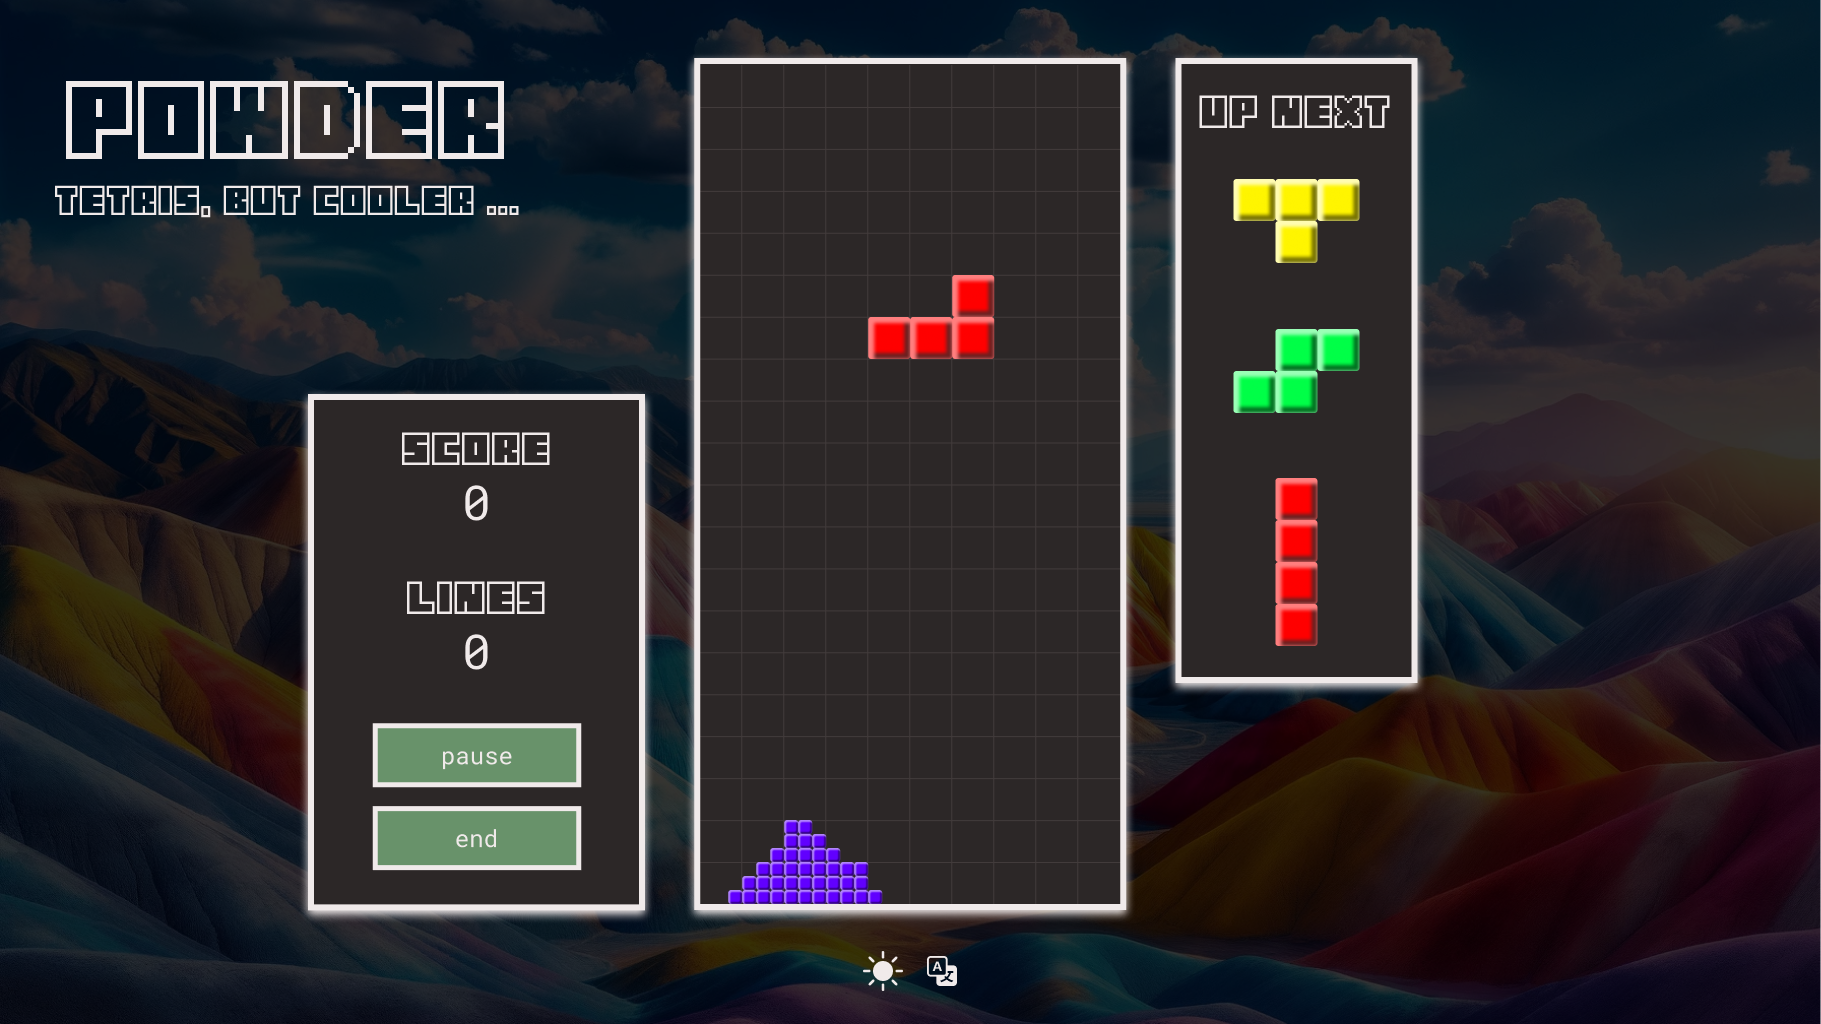 POWDER
TETRIS, BUT COOLER ...
SCORE
0
LINES
0
pause
end
UP NEXT
A